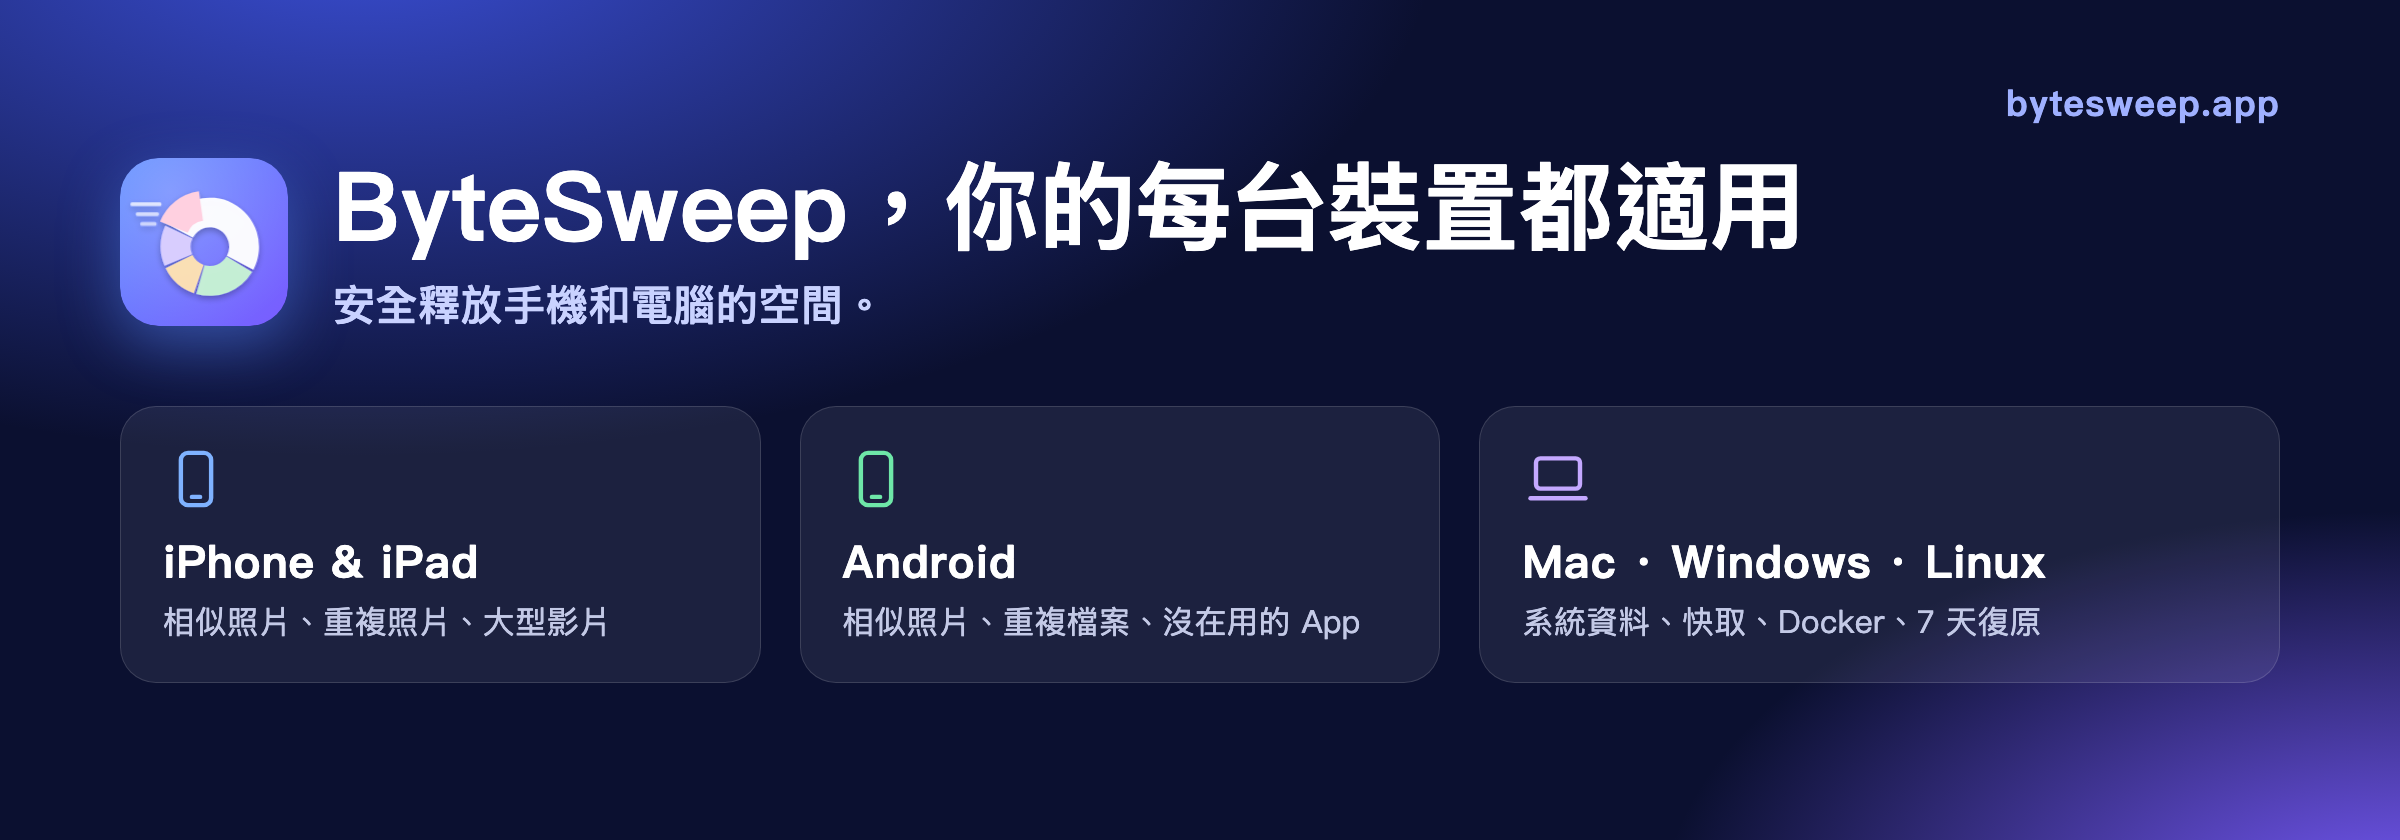 bytesweep.app
ByteSweep，你的每台裝置都適用
安全釋放手機和電腦的空間。
iPhone & iPad
相似照片、重複照片、大型影片
Android
相似照片、重複檔案、沒在用的 App
Mac · Windows · Linux
系統資料、快取、Docker、7 天復原